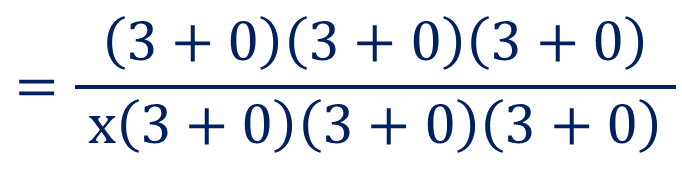 = (3 + 0)(3 + 0)(3 + 0)
x(3 + 0)(3 + 0)(3 + 0)